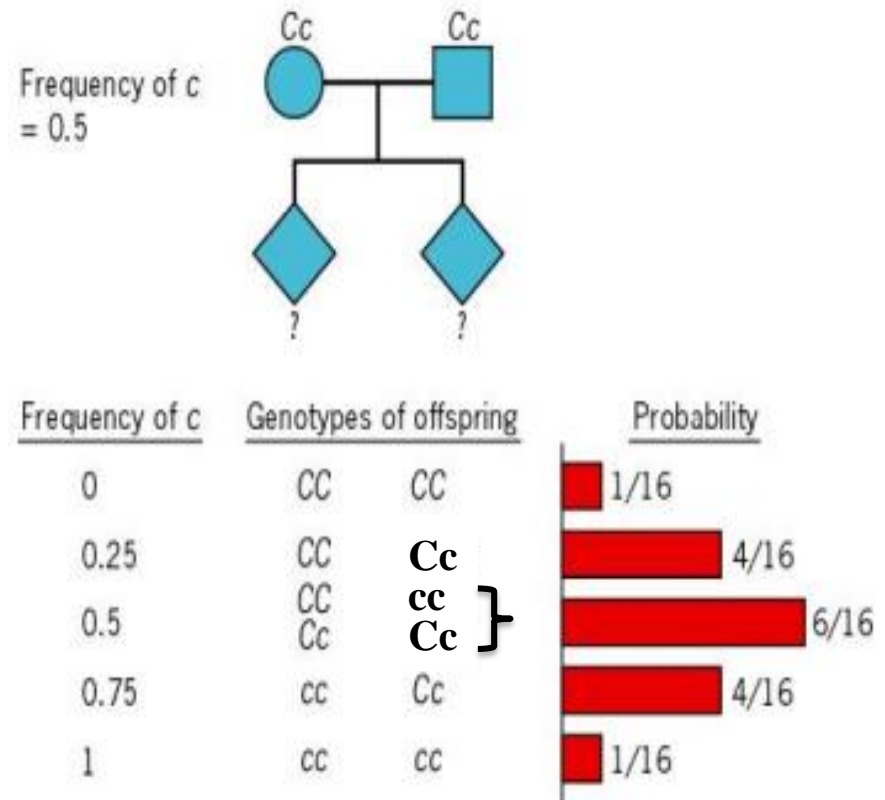 Cc Cc
Frequency of c
= 0.5
? ?
Frequency of c Genotypes of offspring Probability
0 CC CC 1/16
0.25 CC Cc 4/16
CC cc
0.5 6/16
Cc Cc
0.75 cc Cc 4/16
1 cc cc 1/16